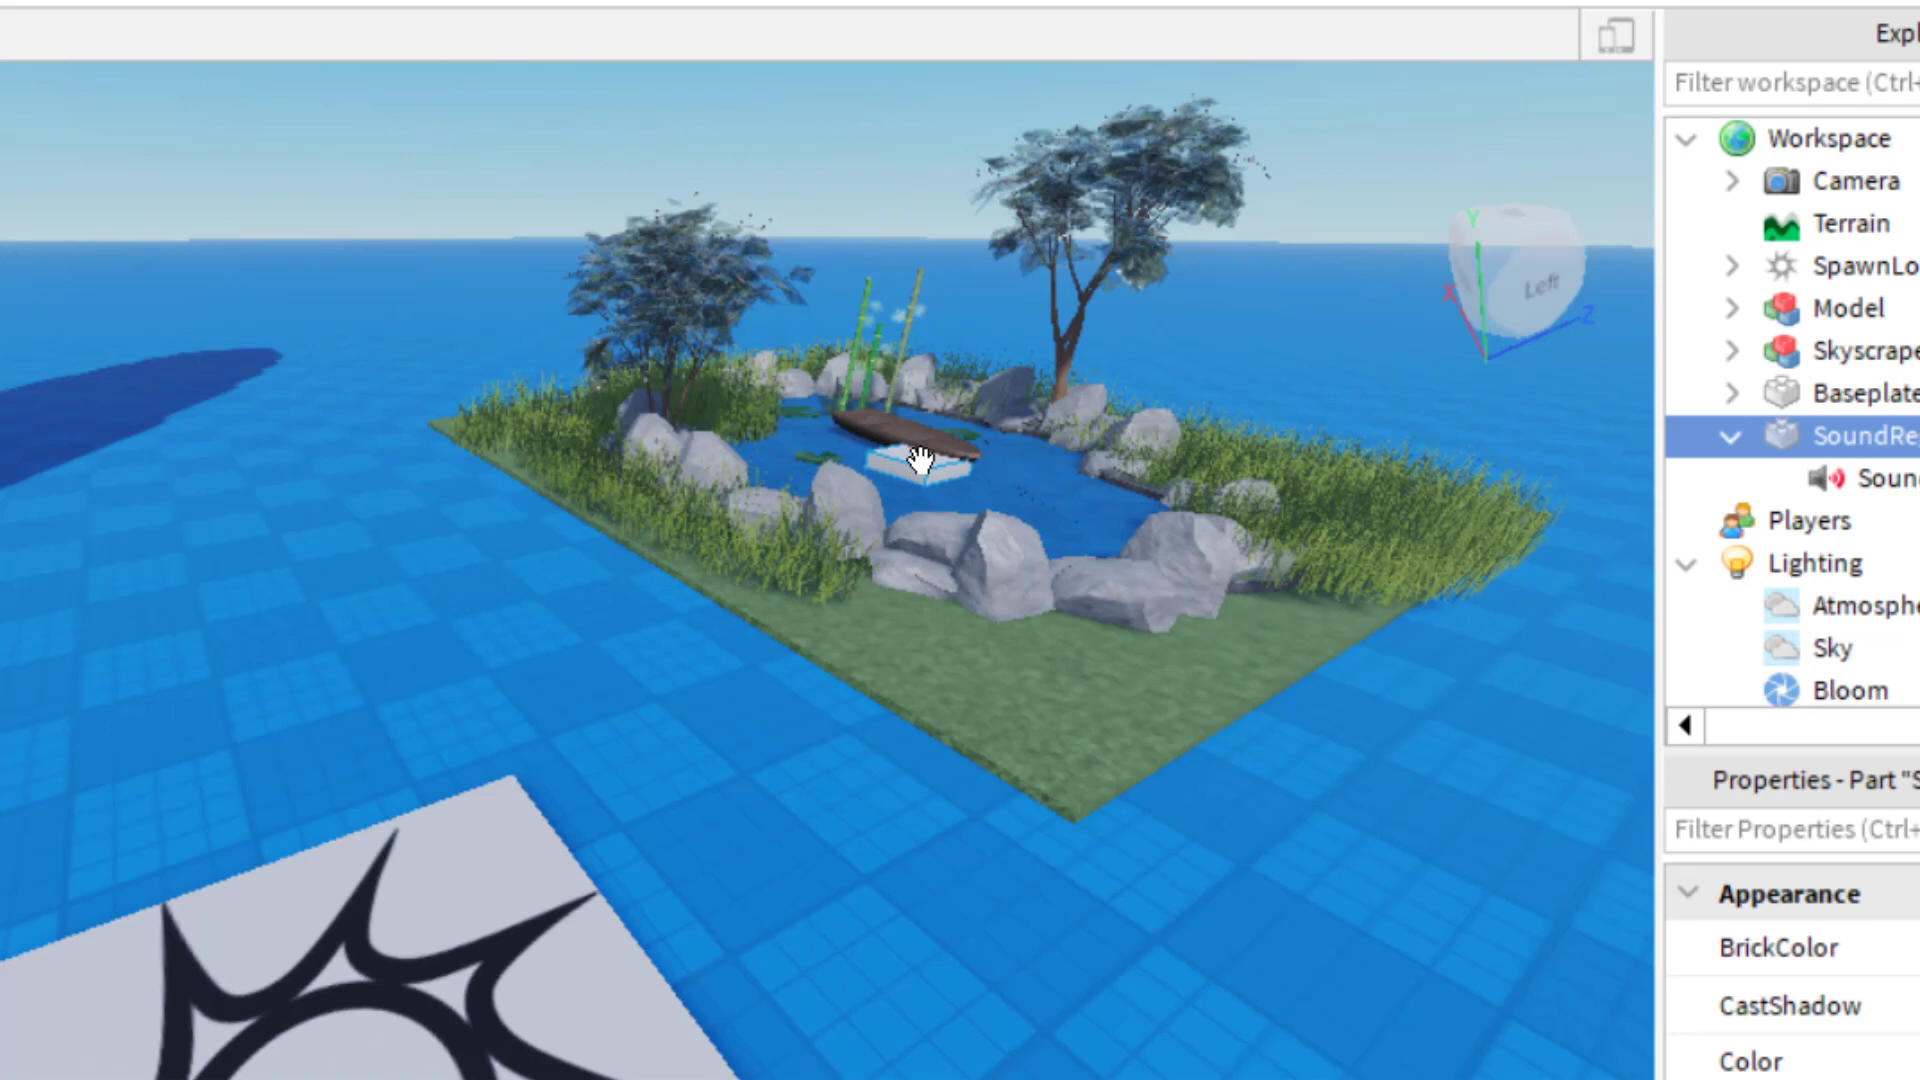 Expl
Filter workspace (Ctrl+
Workspace
Camera
Terrain
SpawnLo
Model
Skyscrape
Baseplate
SoundRe
Soun
Players
Lighting
Atmosphe
Sky
Bloom
Properties - Part "S
Filter Properties (Ctrl+
Appearance
BrickColor
CastShadow
Color
Y
X
Left
Z